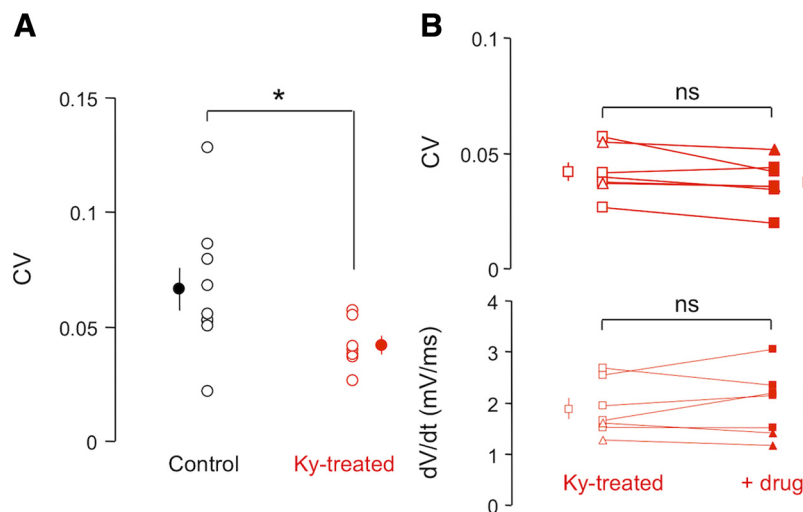 A
0.15
0.1
0.05
0
CV
*
Control
Ky-treated
B
0.1
0.05
0
CV
ns
4
3
2
1
0
dV/dt (mV/ms)
ns
Ky-treated
+ drug